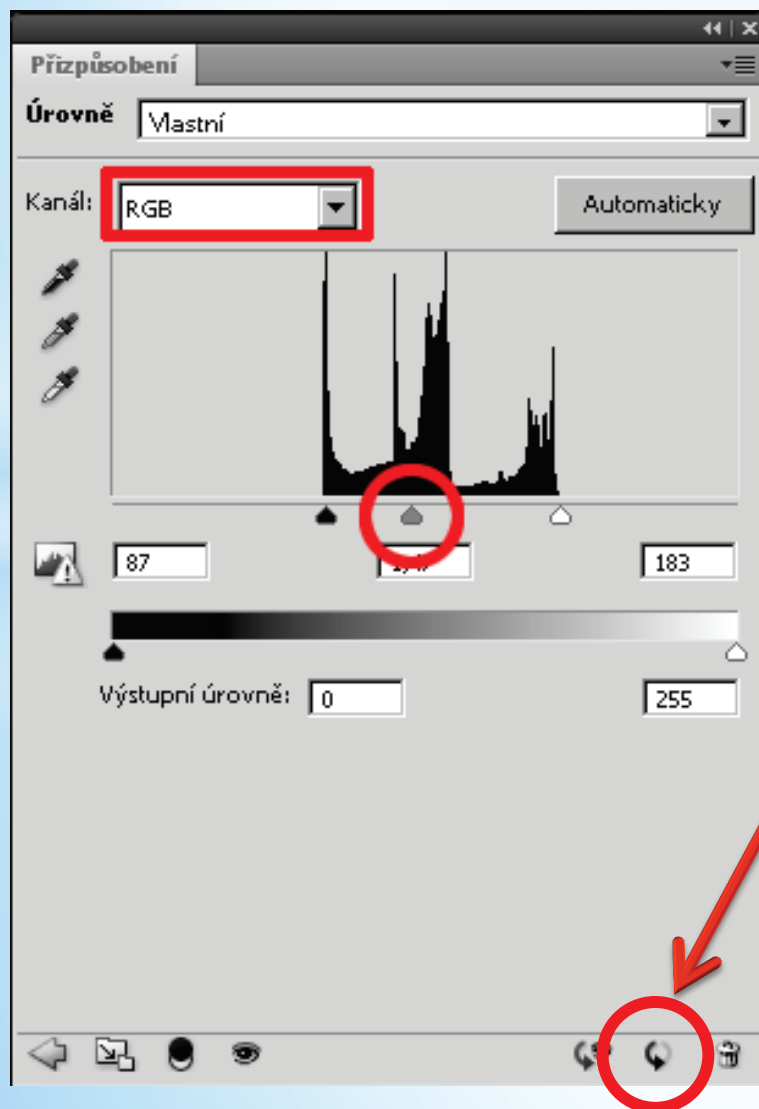 Přizpůsobení
Úrovně Vlastní
Kanál: RGB Automaticky
87 183
Výstupní úrovně: 0 255